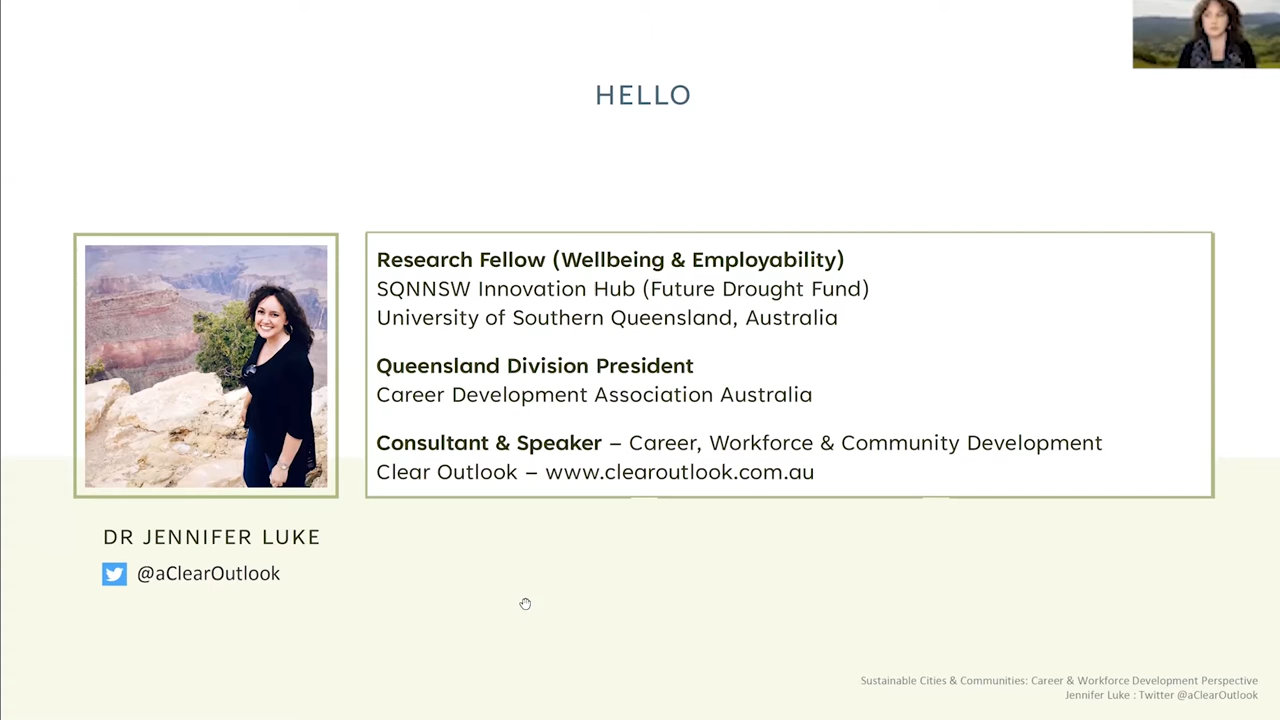 HELLO
Research Fellow (Wellbeing & Employability)
SQNNSW Innovation Hub (Future Drought Fund)
University of Southern Queensland, Australia
Queensland Division President
Career Development Association Australia
Consultant & Speaker – Career, Workforce & Community Development
Clear Outlook – www.clearoutlook.com.au
DR JENNIFER LUKE
@aClearOutlook
Sustainable Cities & Communities: Career & Workforce Development Perspective
Jennifer Luke : Twitter @aClearOutlook